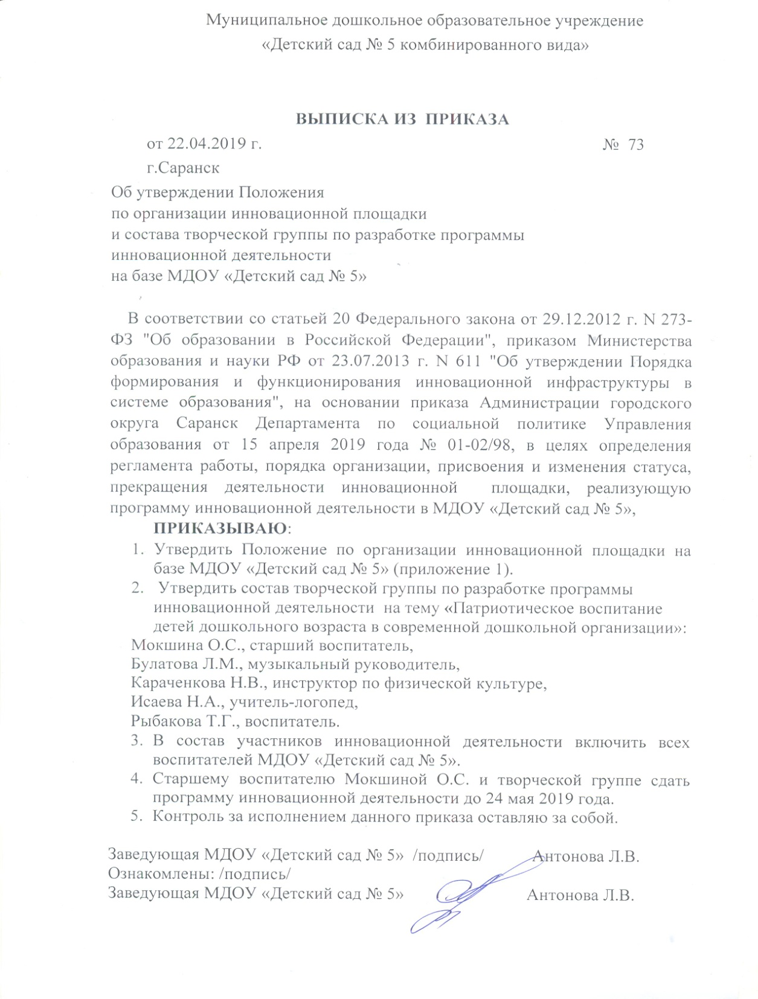 Муниципальное дошкольное образовательное учреждение
«Детский сад № 5 комбинированного вида»
ВЫПИСКА ИЗ ПРИКАЗА
от 22.04.2019 г. № 73
г.Саранск
Об утверждении Положения
по организации инновационной площадки
и состава творческой группы по разработке программы
инновационной деятельности
на базе МДОУ «Детский сад № 5»
В соответствии со статьей 20 Федерального закона от 29.12.2012 г. N 273-
ФЗ "Об образовании в Российской Федерации", приказом Министерства
образования и науки РФ от 23.07.2013 г. N 611 "Об утверждении Порядка
формирования и функционирования инновационной инфраструктуры в
системе образования", на основании приказа Администрации городского
округа Саранск Департамента по социальной политике Управления
образования от 15 апреля 2019 года № 01-02/98, в целях определения
регламента работы, порядка организации, присвоения и изменения статуса,
прекращения деятельности инновационной площадки, реализующую
программу инновационной деятельности в МДОУ «Детский сад № 5»,
ПРИКАЗЫВАЮ:
1. Утвердить Положение по организации инновационной площадки на
базе МДОУ «Детский сад № 5» (приложение 1).
2. Утвердить состав творческой группы по разработке программы
инновационной деятельности на тему «Патриотическое воспитание
детей дошкольного возраста в современной дошкольной организации»:
Мокшина О.С., старший воспитатель,
Булатова Л.М., музыкальный руководитель,
Караченкова Н.В., инструктор по физической культуре,
Исаева Н.А., учитель-логопед,
Рыбакова Т.Г., воспитатель.
3. В состав участников инновационной деятельности включить всех
воспитателей МДОУ «Детский сад № 5».
4. Старшему воспитателю Мокшиной О.С. и творческой группе сдать
программу инновационной деятельности до 24 мая 2019 года.
5. Контроль за исполнением данного приказа оставляю за собой.
Заведующая МДОУ «Детский сад № 5» /подпись/ Антонова Л.В.
Ознакомлены: /подпись/
Заведующая МДОУ «Детский сад № 5» Антонова Л.В.